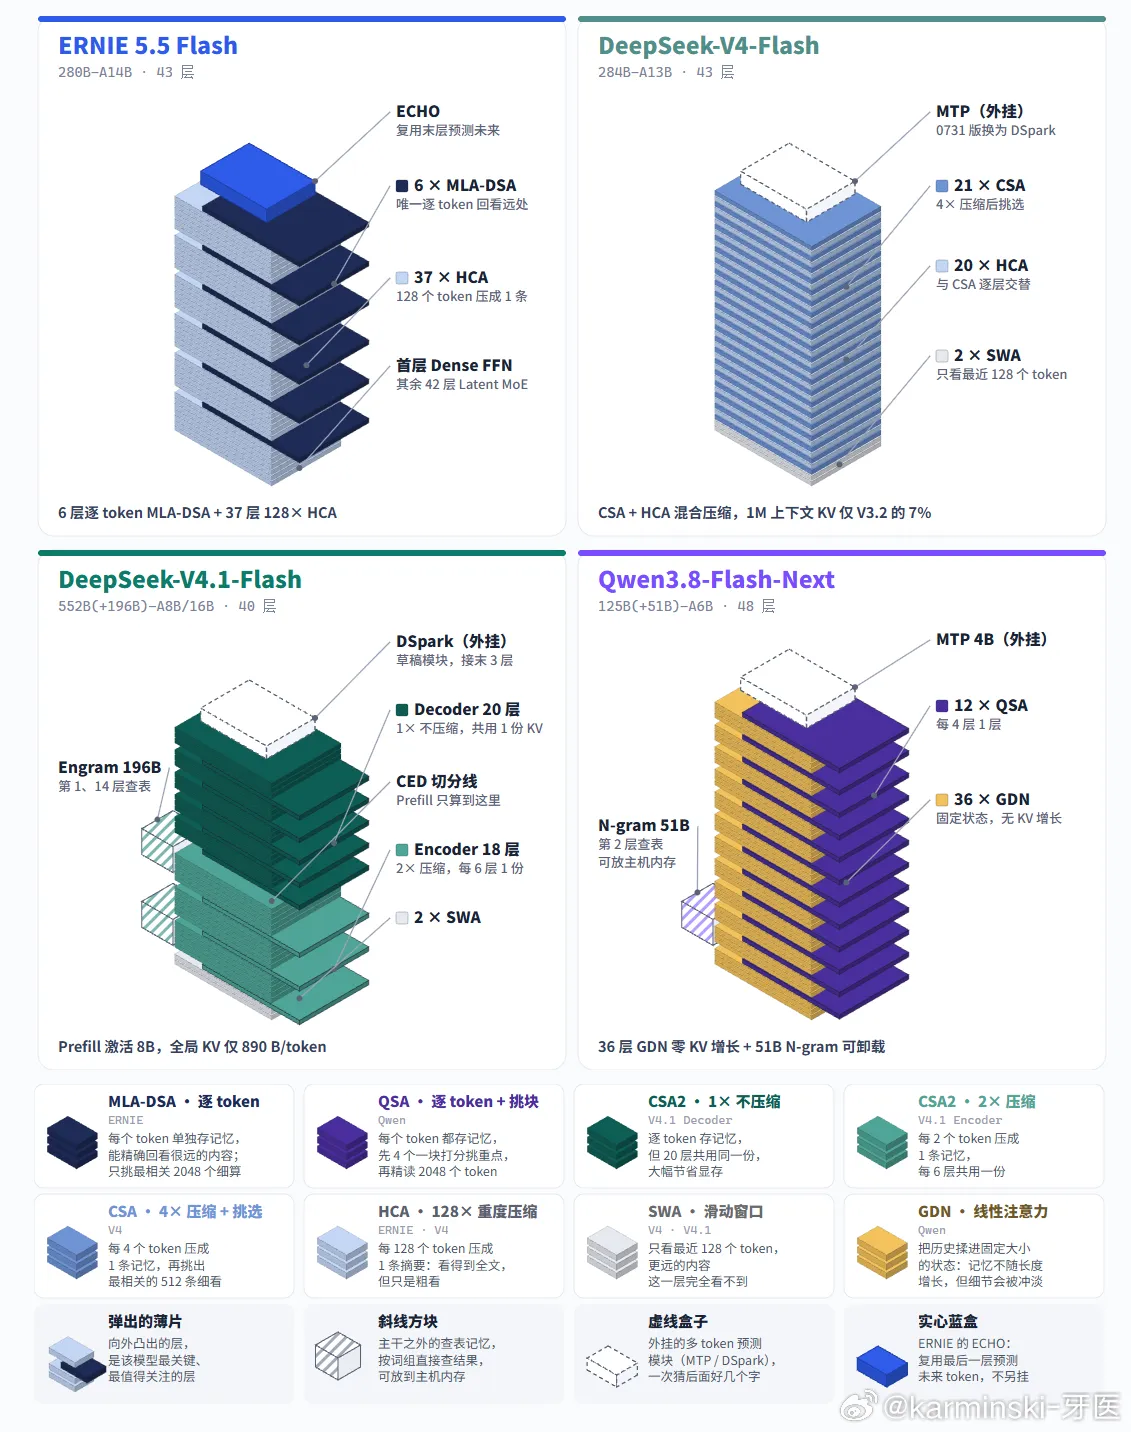 ERNIE 5.5 Flash
280B-A14B · 43 层
ECHO
复用末层预测未来
6 × MLA-DSA
唯一逐 token 回看远处
37 × HCA
128 个 token 压成 1 条
首层 Dense FFN
其余 42 层 Latent MoE
6 层逐 token MLA-DSA + 37 层 128× HCA
DeepSeek-V4-Flash
284B-A13B · 43 层
MTP（外挂）
0731 版换为 DSpark
21 × CSA
4× 压缩后挑选
20 × HCA
与 CSA 逐层交替
2 × SWA
只看最近 128 个 token
CSA + HCA 混合压缩，1M 上下文 KV 仅 V3.2 的 7%
DeepSeek-V4.1-Flash
552B(+196B)-A8B/16B · 40 层
DSpark（外挂）
草稿模块，接末 3 层
Decoder 20 层
1× 不压缩，共用 1 份 KV
Engram 196B
第 1、14 层查表
CED 切分线
Prefill 只算到这里
Encoder 18 层
2× 压缩，每 6 层 1 份
2 × SWA
Prefill 激活 8B，全局 KV 仅 890 B/token
Qwen3.8-Flash-Next
125B(+51B)-A6B · 48 层
MTP 4B（外挂）
12 × QSA
每 4 层 1 层
36 × GDN
固定状态，无 KV 增长
N-gram 51B
第 2 层查表
可放主机内存
36 层 GDN 零 KV 增长 + 51B N-gram 可卸载
MLA-DSA · 逐 token
ERNIE
每个 token 单独存记忆，
能精确回看很远的内容；
只挑最相关 2048 个细算
QSA · 逐 token + 挑块
Qwen
每个 token 都存记忆，
先 4 个一块打分挑重点，
再精读 2048 个 token
CSA2 · 1× 不压缩
V4.1 Decoder
逐 token 存记忆，
但 20 层共用同一份，
大幅节省显存
CSA2 · 2× 压缩
V4.1 Encoder
每 2 个 token 压成
1 条记忆，
每 6 层共用一份
CSA · 4× 压缩 + 挑选
V4
每 4 个 token 压成
1 条记忆，再挑出
最相关的 512 条细看
HCA · 128× 重度压缩
ERNIE · V4
每 128 个 token 压成
1 条摘要：看得到全文，
但只是粗看
SWA · 滑动窗口
V4 · V4.1
只看最近 128 个 token，
更远的内容
这一层完全看不到
GDN · 线性注意力
Qwen
把历史揉进固定大小
的状态：记忆不随长度
增长，但细节会被冲淡
弹出的薄片
向外凸出的层，
是该模型最关键、
最值得关注的层
斜线方块
主干之外的查表记忆，
按词组直接查结果，
可放到主机内存
虚线盒子
外挂的多 token 预测
模块（MTP / DSpark），
一次猜后面好几个字
实心蓝盒
ERNIE 的 ECHO：
复用最后一层预测
未来 token，不另挂
@karminski-牙医